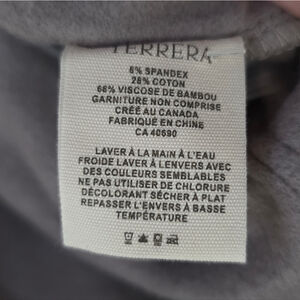 TERRERA
6% SPANDEX
28% COTON
66% VISCOSE DE BAMBOU
GARNITURE NON COMPRISE
CRÉÉ AU CANADA
FABRIQUÉ EN CHINE
CA 40690
LAVER À LA MAIN À L'EAU
FROIDE LAVER À L'ENVERS AVEC
DES COULEURS SEMBLABLES
NE PAS UTILISER DE CHLORURE
DÉCOLORANT SÉCHER À PLAT
REPASSER L'ENVERS À BASSE
TEMPÉRATURE